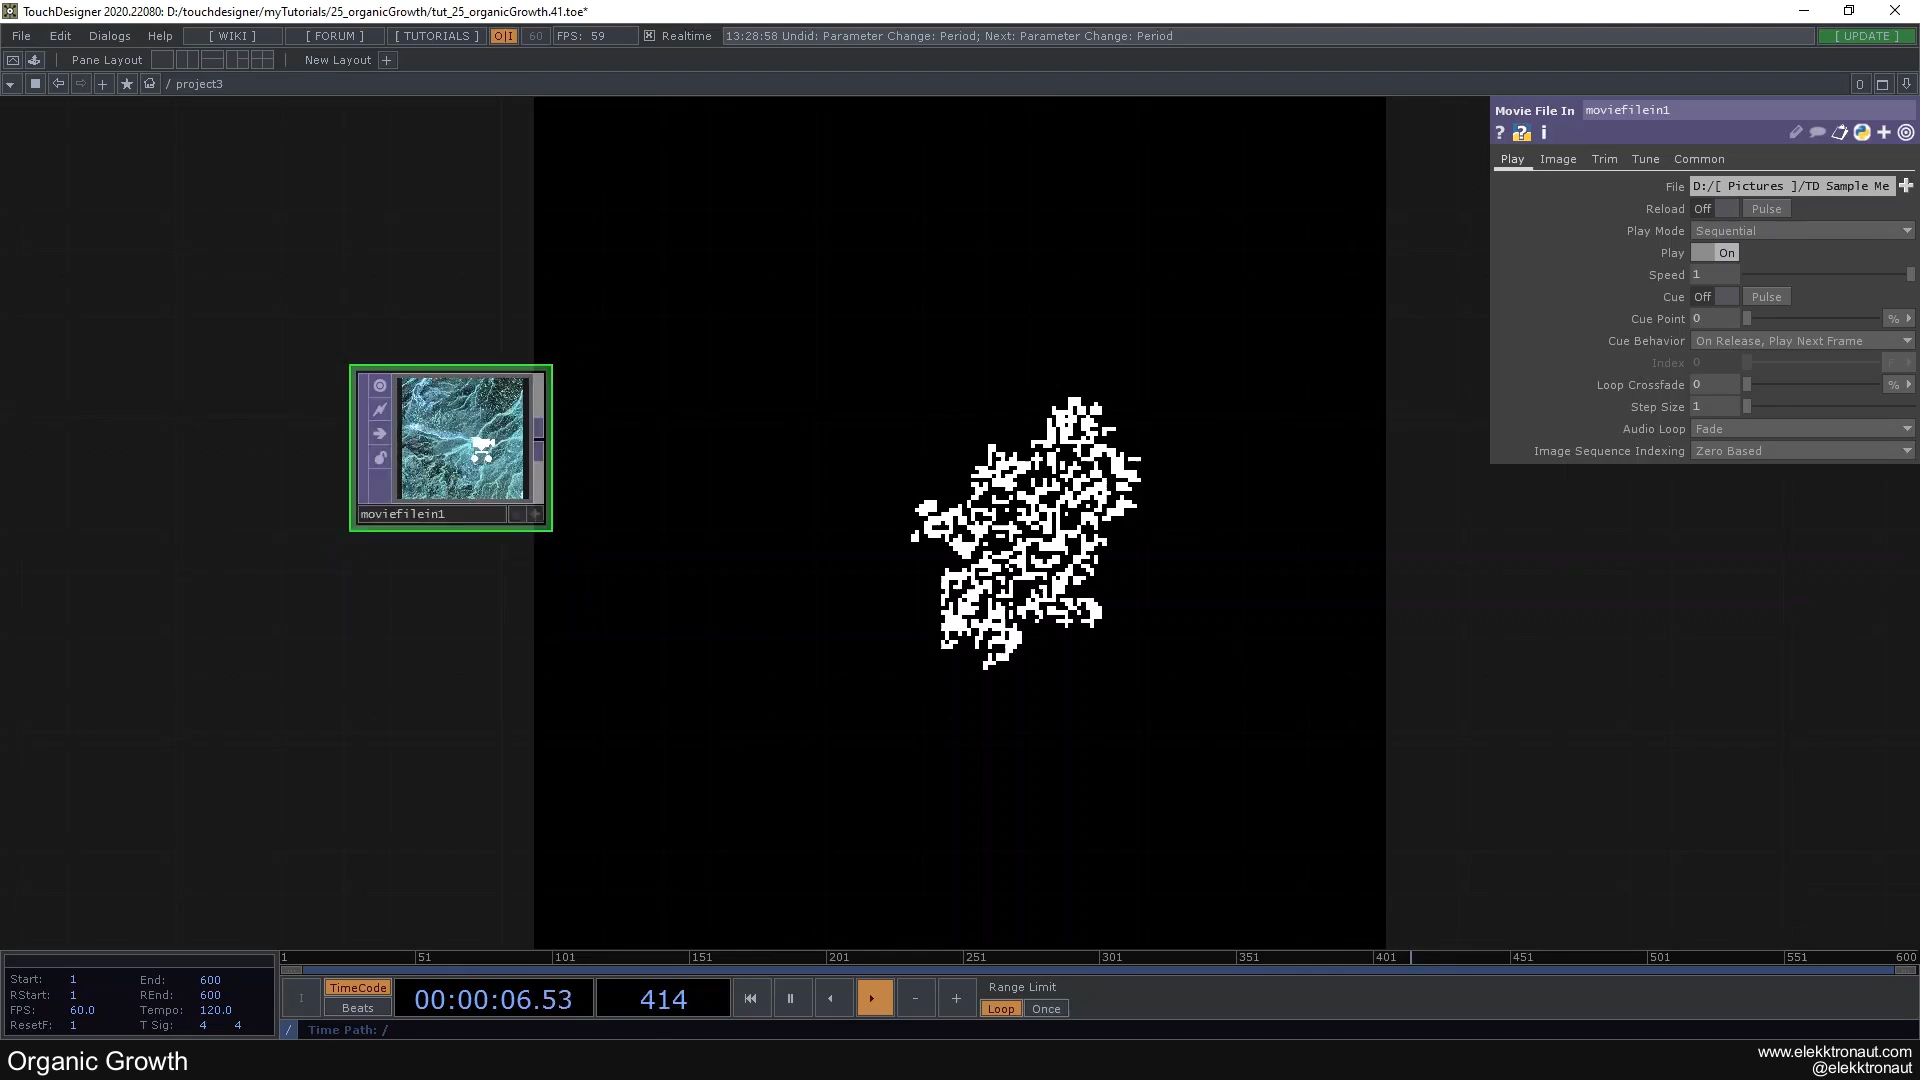 TouchDesigner 2020.22080: D:/touchdesigner/myTutorials/25_organicGrowth/tut_25_organicGrowth.41.toe*
File Edit Dialogs Help [ WIKI ] [ FORUM ] [ TUTORIALS ] O|I 60 FPS: 59 Realtime 13:28:58 Undid: Parameter Change: Period; Next: Parameter Change: Period [ UPDATE ]
Pane Layout New Layout +
/ project3 0
Movie File In moviefilein1
? ? i
Play Image Trim Tune Common
File D:/[ Pictures ]/TD Sample Me
Reload Off Pulse
Play Mode Sequential
Play On
Speed 1
Cue Off Pulse
Cue Point 0 %
Cue Behavior On Release, Play Next Frame
Index 0 F
Loop Crossfade 0 %
Step Size 1
Audio Loop Fade
Image Sequence Indexing Zero Based
moviefilein1
1 51 101 151 201 251 301 351 401 451 501 551 600
Start: 1 End: 600
RStart: 1 REnd: 600
FPS: 60.0 Tempo: 120.0
ResetF: 1 T Sig: 4 4
I TimeCode Beats 00:00:06.53 414 - +
Range Limit
Loop Once
/ Time Path: /
Organic Growth
www.elekktronaut.com
@elekktronaut